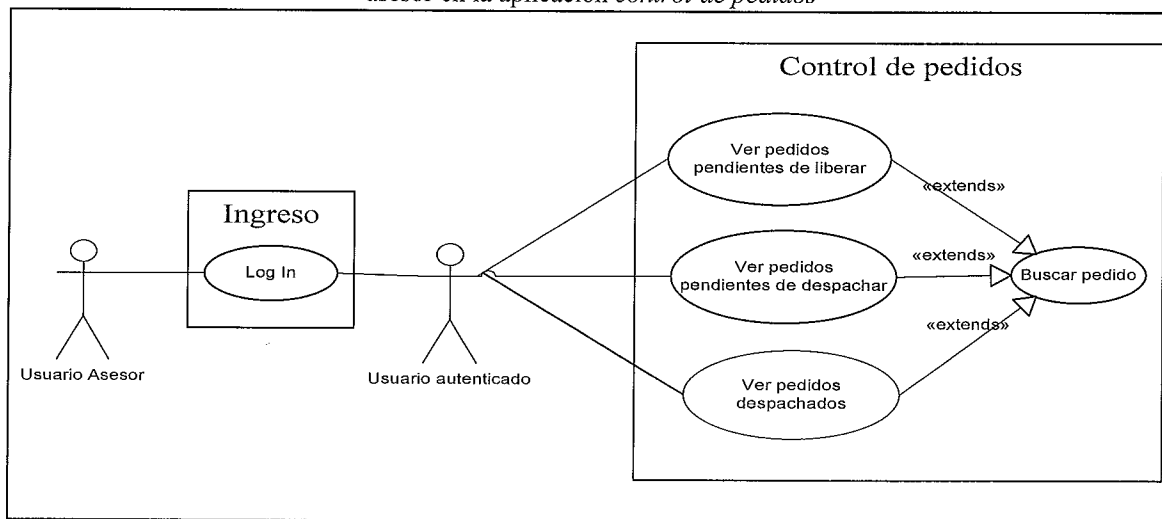 asesor en la aplicación control de pedidos
Control de pedidos
Ver pedidos
pendientes de liberar
«extends»
Ingreso
Log In
Ver pedidos
pendientes de despachar
«extends»
Buscar pedido
«extends»
Usuario Asesor
Usuario autenticado
Ver pedidos
despachados